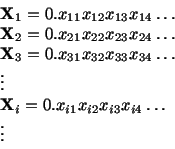 X₁ = 0.x₁₁x₁₂x₁₃x₁₄ …
X₂ = 0.x₂₁x₂₂x₂₃x₂₄ …
X₃ = 0.x₃₁x₃₂x₃₃x₃₄ …
⋮
Xᵢ = 0.xᵢ₁xᵢ₂xᵢ₃xᵢ₄ …
⋮